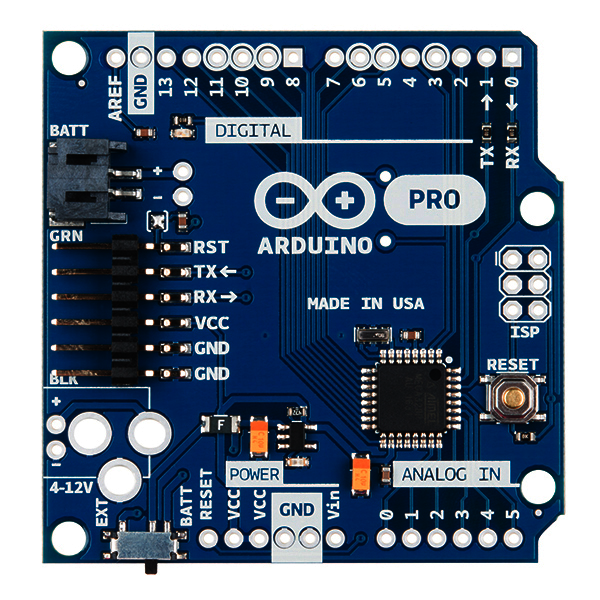 AREF
GND
13
12
11
10
9
8
7
6
5
4
3
2
1
0
BATT
DIGITAL
TX →
RX ←
+
−
− +
PRO
ARDUINO
GRN
RST
TX←
RX→
VCC
GND
GND
BLK
MADE IN USA
ISP
1
RESET
+
−
4-12V
F
POWER
ANALOG IN
EXT
BATT
RESET
VCC
VCC
GND
Vin
0
1
2
3
4
5